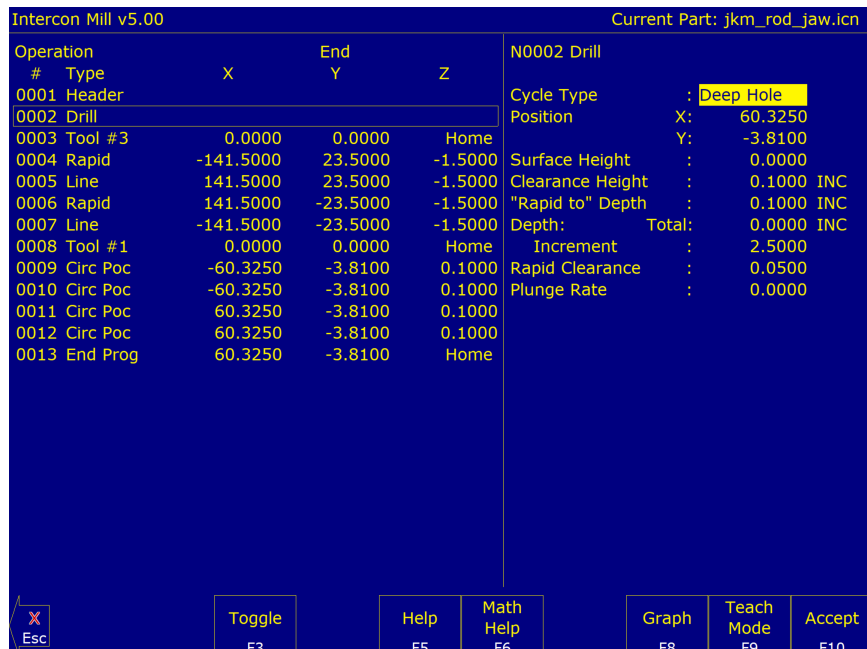 Intercon Mill v5.00 Current Part: jkm_rod_jaw.icn
Operation End
# Type X Y Z
0001 Header
0002 Drill
0003 Tool #3 0.0000 0.0000 Home
0004 Rapid -141.5000 23.5000 -1.5000
0005 Line 141.5000 23.5000 -1.5000
0006 Rapid 141.5000 -23.5000 -1.5000
0007 Line -141.5000 -23.5000 -1.5000
0008 Tool #1 0.0000 0.0000 Home
0009 Circ Poc -60.3250 -3.8100 0.1000
0010 Circ Poc -60.3250 -3.8100 0.1000
0011 Circ Poc 60.3250 -3.8100 0.1000
0012 Circ Poc 60.3250 -3.8100 0.1000
0013 End Prog 60.3250 -3.8100 Home
N0002 Drill
Cycle Type : Deep Hole
Position X: 60.3250
Y: -3.8100
Surface Height : 0.0000
Clearance Height : 0.1000 INC
"Rapid to" Depth : 0.1000 INC
Depth: Total: 0.0000 INC
Increment : 2.5000
Rapid Clearance : 0.0500
Plunge Rate : 0.0000
X Esc
Toggle F3
Help F5
Math Help F6
Graph F8
Teach Mode F9
Accept F10